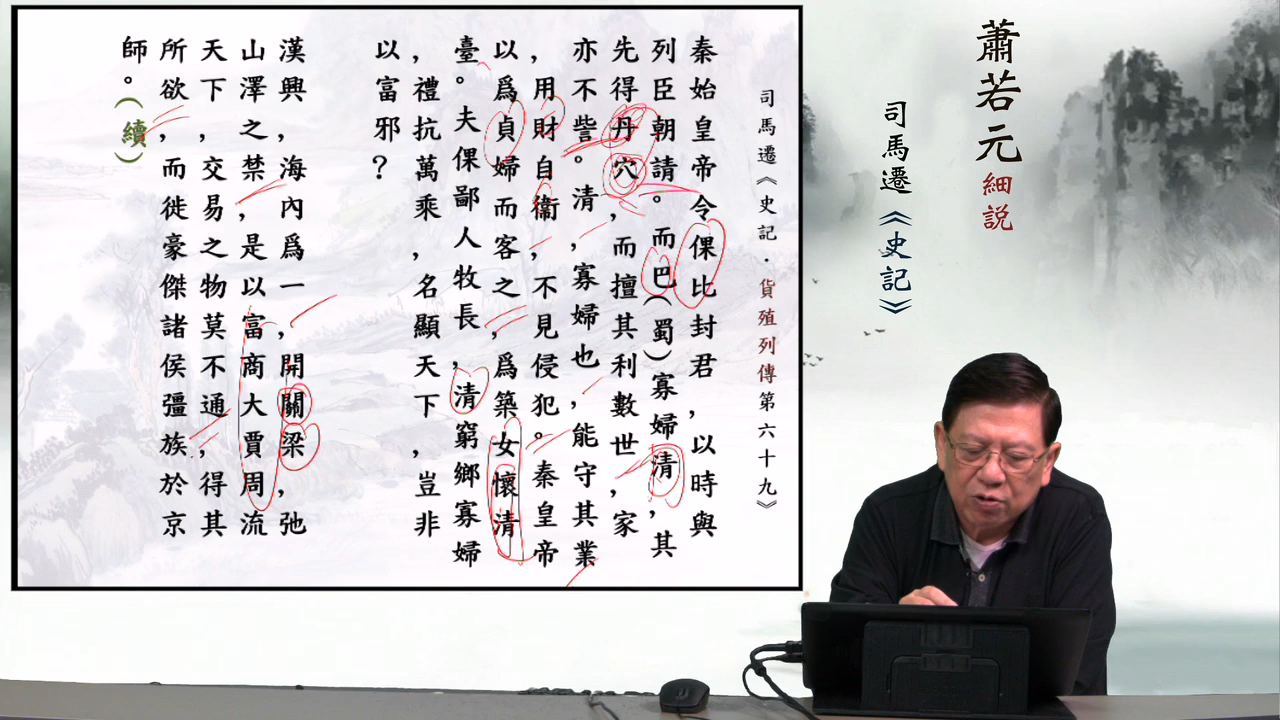 蕭若元細説
司馬遷《史記》
司馬遷《史記．貨殖列傳第六十九》
秦始皇帝令倮比封君，以時與
列臣朝請。而巴(蜀)寡婦清，其
先得丹穴，而擅其利數世，家
亦不訾。清，寡婦也，能守其業
，用財自衞，不見侵犯。秦皇帝
以爲貞婦而客之，爲築女懷清
臺。夫倮鄙人牧長，清窮鄉寡婦
，禮抗萬乘，名顯天下，豈非
以富邪？
漢興，海內爲一，開關梁，弛
山澤之禁，是以富商大賈周流
天下，交易之物莫不通，得其
所欲，而徙豪傑諸侯彊族於京
師。(續)